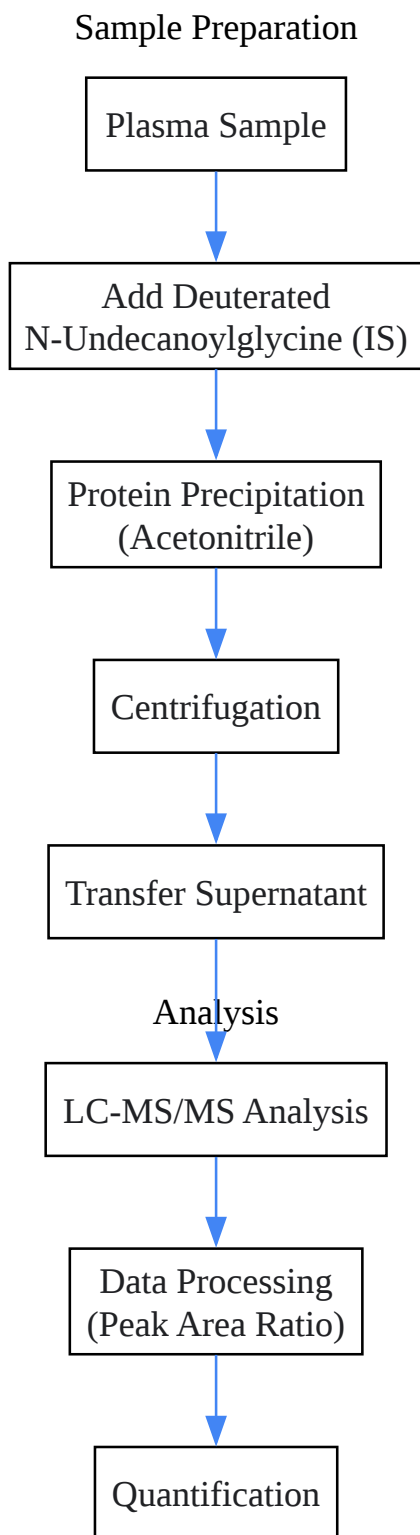 Sample Preparation
Plasma Sample
Add Deuterated
N-Undecanoylglycine (IS)
Protein Precipitation
(Acetonitrile)
Centrifugation
Transfer Supernatant
Analysis
LC-MS/MS Analysis
Data Processing
(Peak Area Ratio)
Quantification